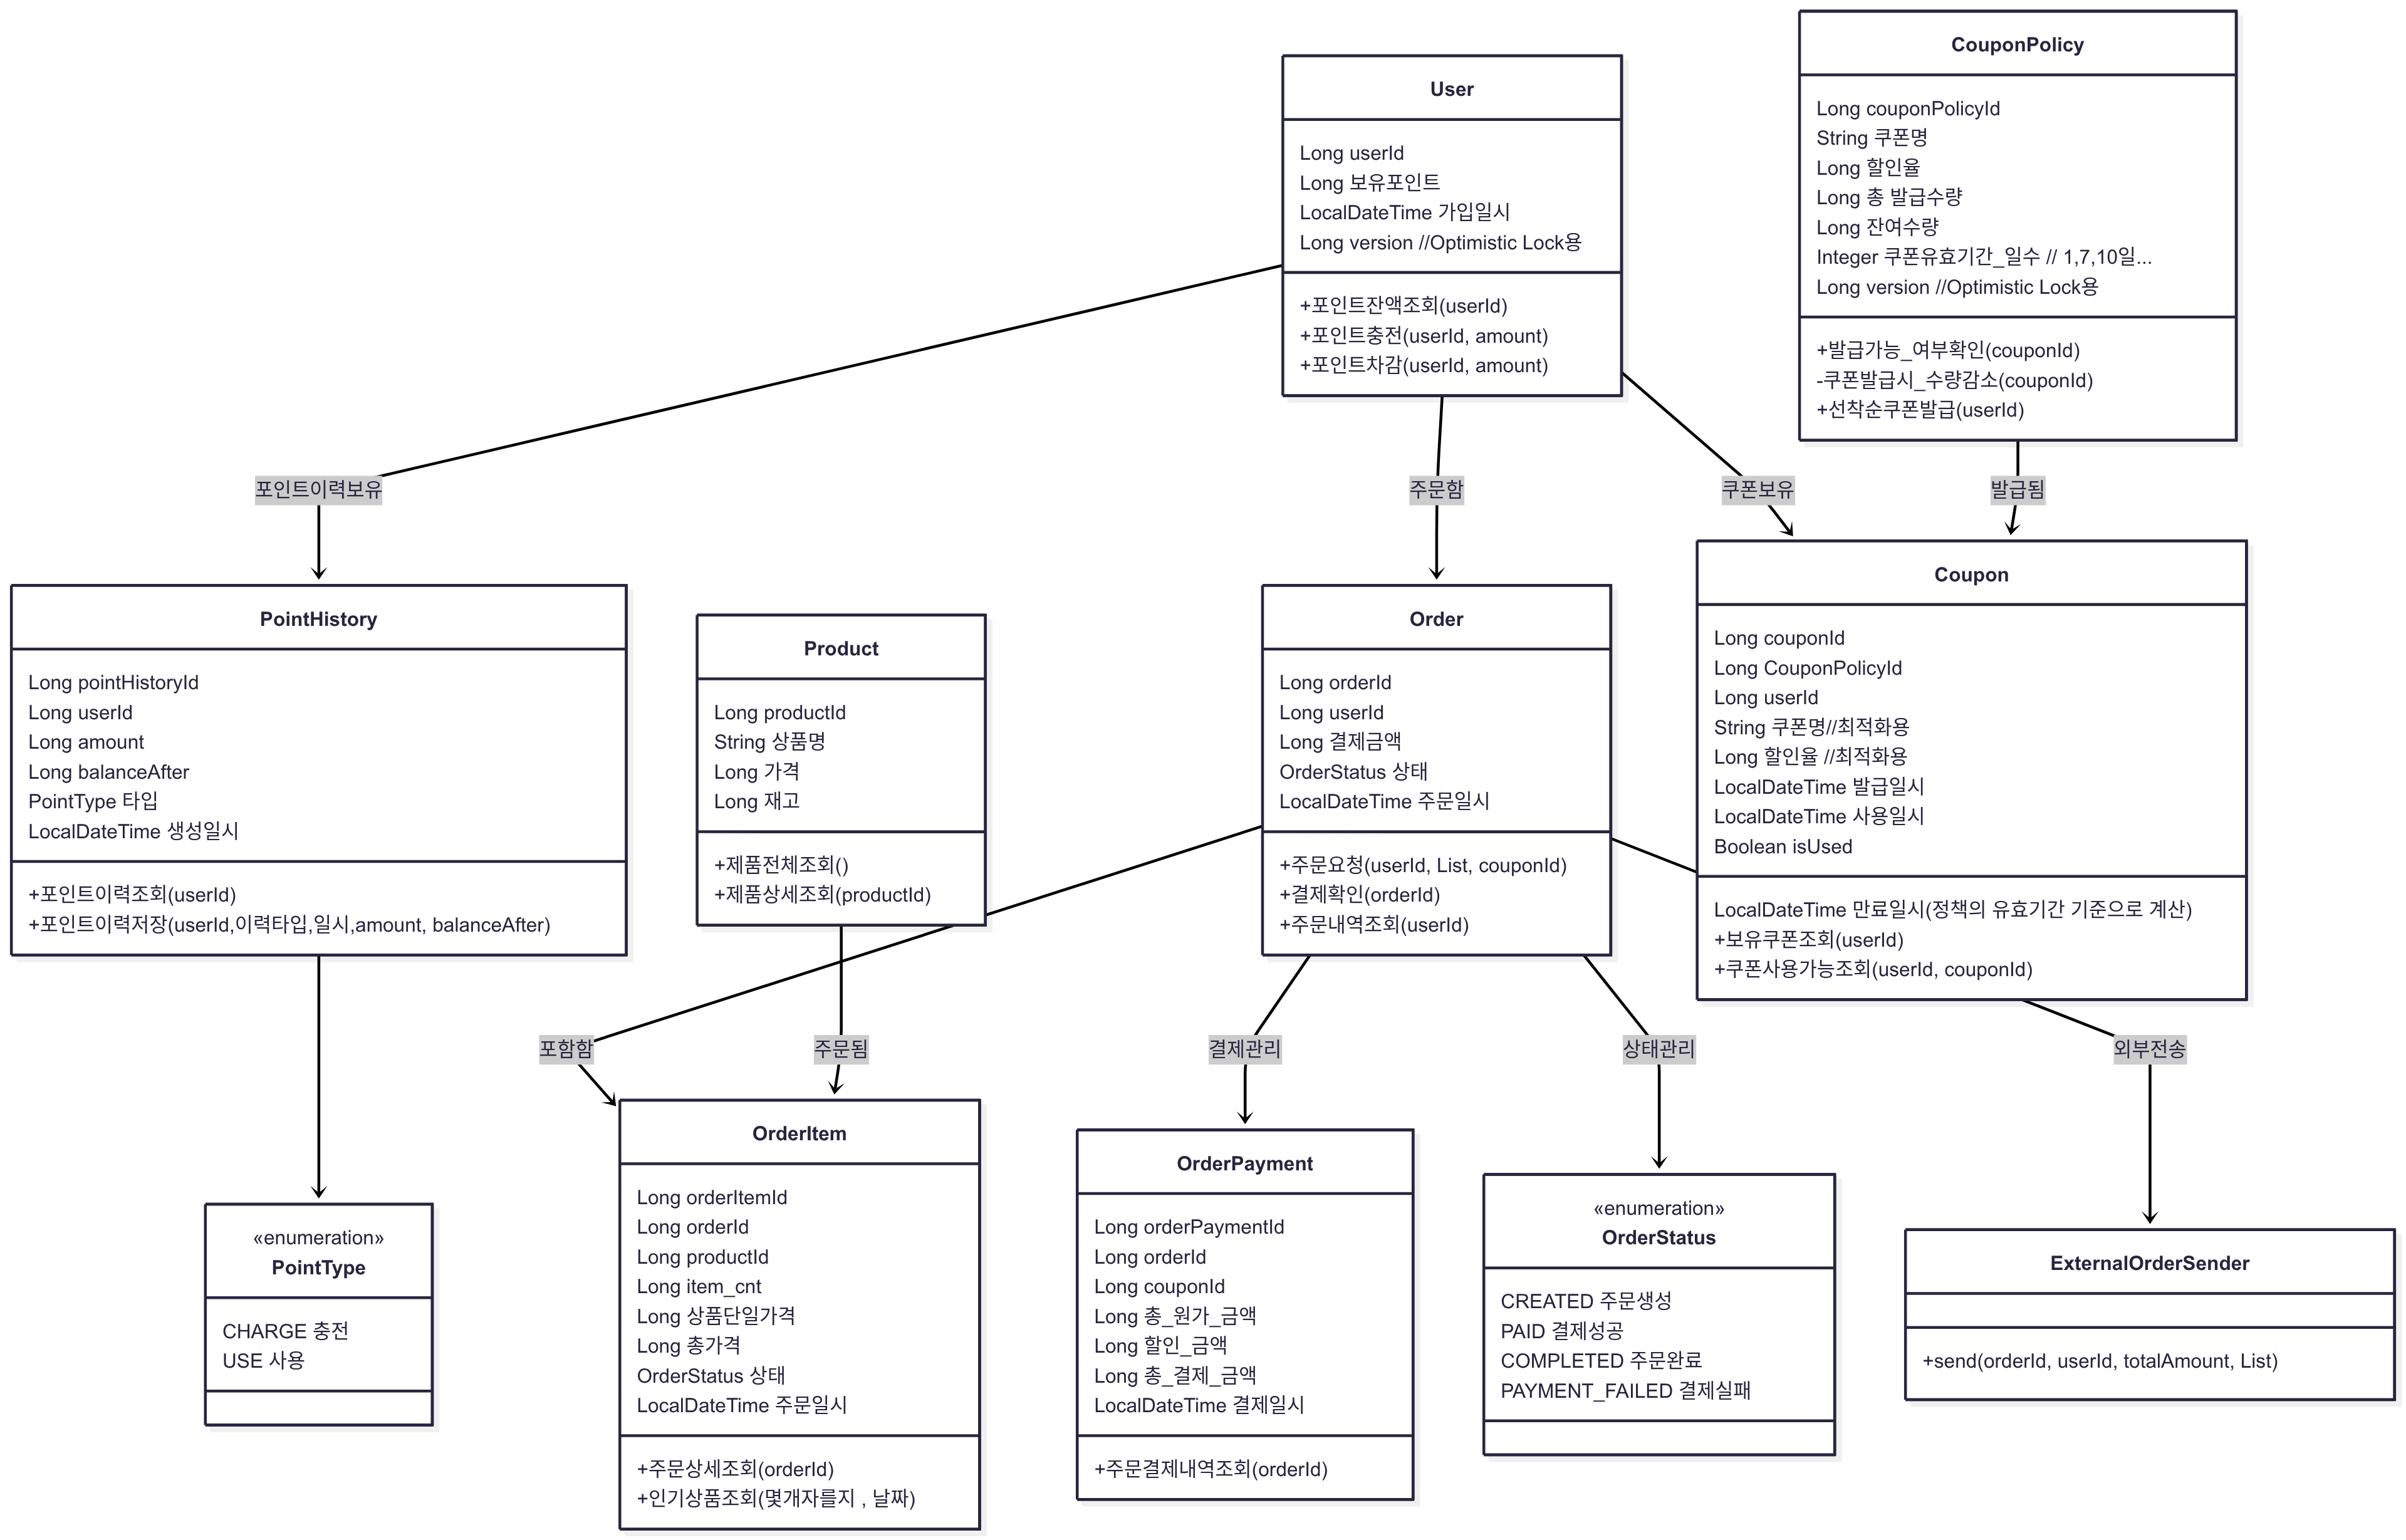 CouponPolicy
Long couponPolicyId
String 쿠폰명
Long 할인율
Long 총 발급수량
Long 잔여수량
Integer 쿠폰유효기간_일수 // 1,7,10일...
Long version //Optimistic Lock용
+발급가능_여부확인(couponId)
-쿠폰발급시_수량감소(couponId)
+선착순쿠폰발급(userId)
User
Long userId
Long 보유포인트
LocalDateTime 가입일시
Long version //Optimistic Lock용
+포인트잔액조회(userId)
+포인트충전(userId, amount)
+포인트차감(userId, amount)
포인트이력보유
주문함
쿠폰보유
발급됨
PointHistory
Long pointHistoryId
Long userId
Long amount
Long balanceAfter
PointType 타입
LocalDateTime 생성일시
+포인트이력조회(userId)
+포인트이력저장(userId,이력타입,일시,amount, balanceAfter)
Product
Long productId
String 상품명
Long 가격
Long 재고
+제품전체조회()
+제품상세조회(productId)
Order
Long orderId
Long userId
Long 결제금액
OrderStatus 상태
LocalDateTime 주문일시
+주문요청(userId, List, couponId)
+결제확인(orderId)
+주문내역조회(userId)
Coupon
Long couponId
Long CouponPolicyId
Long userId
String 쿠폰명//최적화용
Long 할인율 //최적화용
LocalDateTime 발급일시
LocalDateTime 사용일시
Boolean isUsed
LocalDateTime 만료일시(정책의 유효기간 기준으로 계산)
+보유쿠폰조회(userId)
+쿠폰사용가능조회(userId, couponId)
포함함
주문됨
결제관리
상태관리
외부전송
«enumeration»
PointType
CHARGE 충전
USE 사용
OrderItem
Long orderItemId
Long orderId
Long productId
Long item_cnt
Long 상품단일가격
Long 총가격
OrderStatus 상태
LocalDateTime 주문일시
+주문상세조회(orderId)
+인기상품조회(몇개자를지 , 날짜)
OrderPayment
Long orderPaymentId
Long orderId
Long couponId
Long 총_원가_금액
Long 할인_금액
Long 총_결제_금액
LocalDateTime 결제일시
+주문결제내역조회(orderId)
«enumeration»
OrderStatus
CREATED 주문생성
PAID 결제성공
COMPLETED 주문완료
PAYMENT_FAILED 결제실패
ExternalOrderSender
+send(orderId, userId, totalAmount, List)